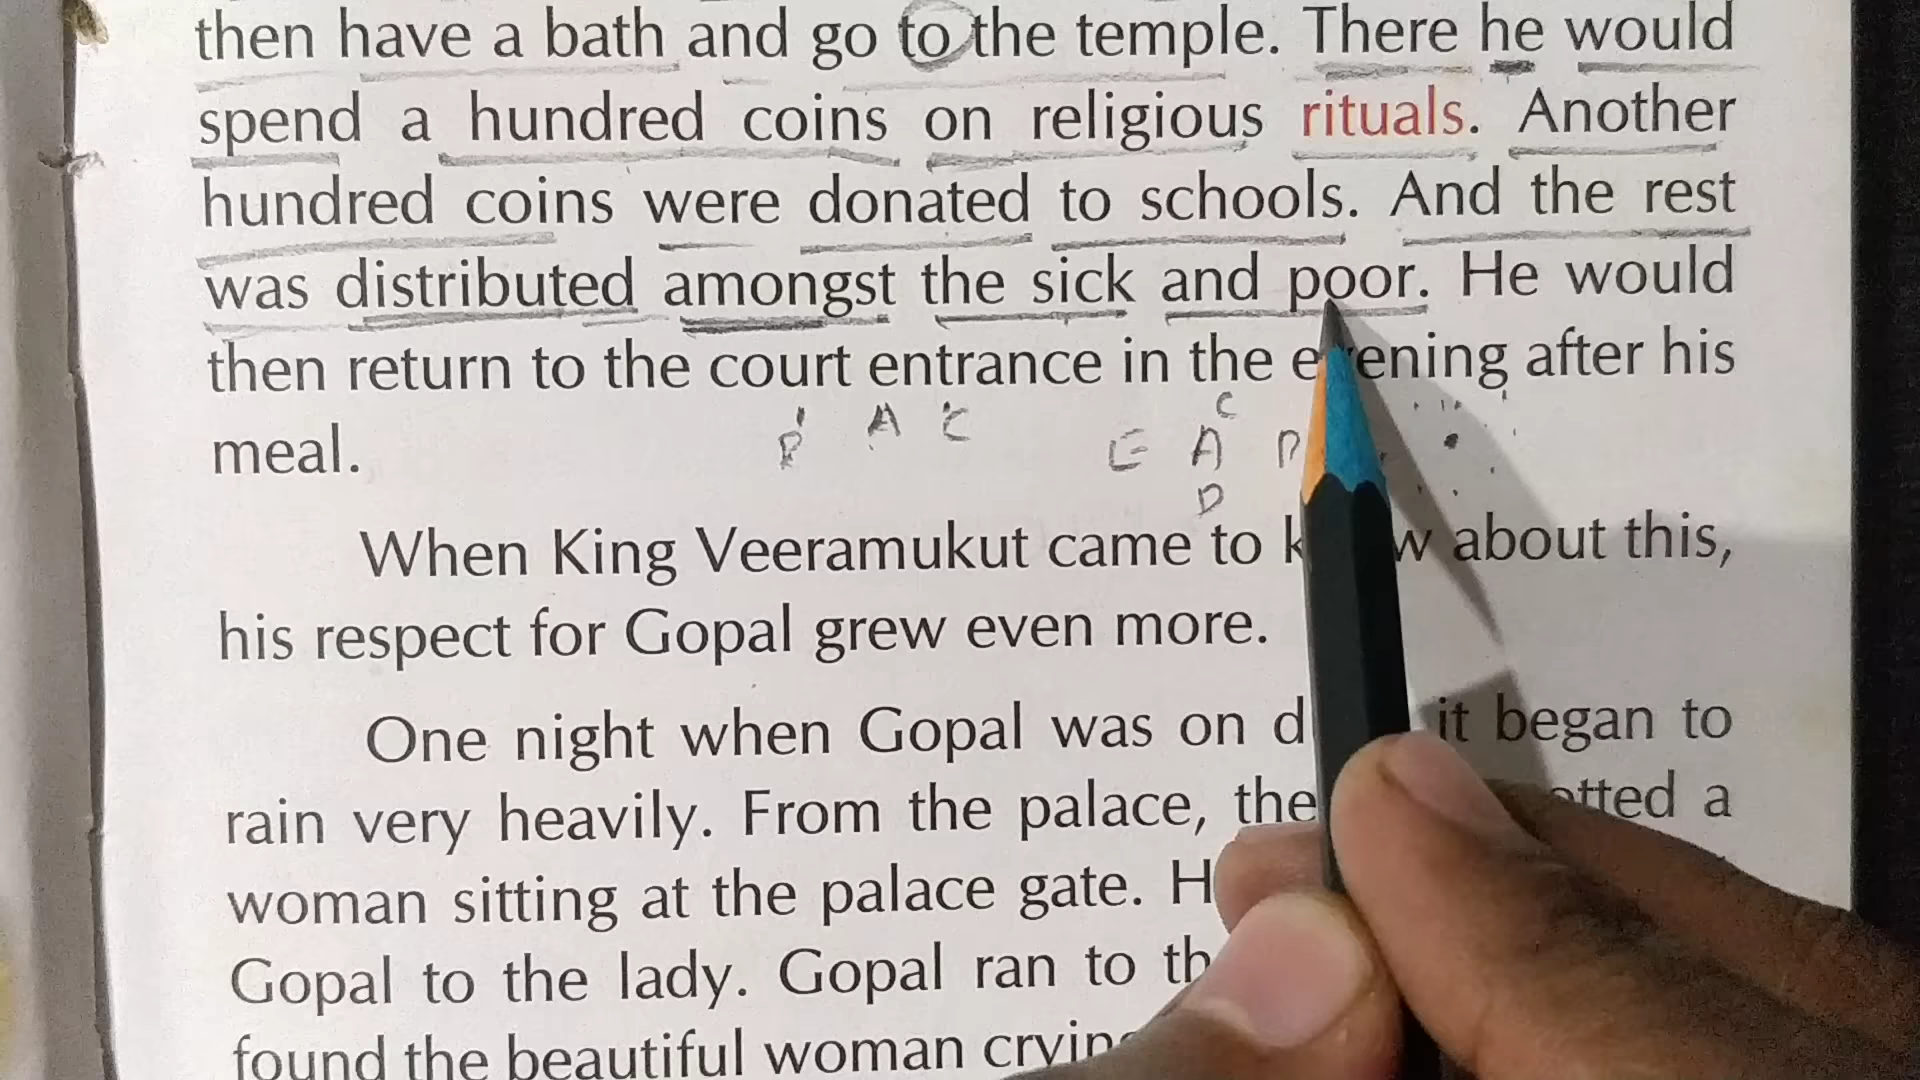 then have a bath and go to the temple. There he would
spend a hundred coins on religious rituals. Another
hundred coins were donated to schools. And the rest
was distributed amongst the sick and poor. He would
then return to the court entrance in the evening after his
meal.
R A C E A C D
When King Veeramukut came to about this,
his respect for Gopal grew even more.
One night when Gopal was on it began to
rain very heavily. From the palace, the a
woman sitting at the palace gate.
Gopal to the lady. Gopal ran to
found the beautiful woman